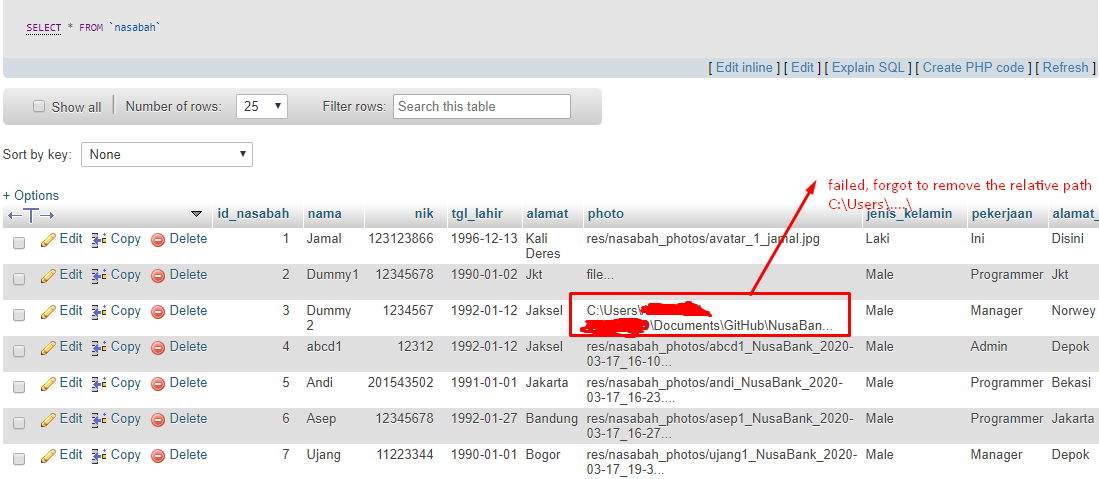 SELECT * FROM `nasabah`
[ Edit inline ] [ Edit ] [ Explain SQL ] [ Create PHP code ] [ Refresh ]
Show all Number of rows: 25 Filter rows: Search this table
Sort by key: None
failed, forgot to remove the relative path
C:\Users\.....\
+ Options
id_nasabah nama nik tgl_lahir alamat photo jenis_kelamin pekerjaan alamat_
Edit Copy Delete 1 Jamal 123123866 1996-12-13 Kali res/nasabah_photos/avatar_1_jamal.jpg Laki Ini Disini
Deres
Edit Copy Delete 2 Dummy1 12345678 1990-01-02 Jkt file... Male Programmer Jkt
Edit Copy Delete 3 Dummy 1234567 1992-01-12 Jaksel C:\Users\ Male Manager Norwey
2 \Documents\GitHub\NusaBan...
Edit Copy Delete 4 abcd1 12312 1992-01-12 Jaksel res/nasabah_photos/abcd1_NusaBank_2020- Male Admin Depok
03-17_16-10...
Edit Copy Delete 5 Andi 201543502 1991-01-01 Jakarta res/nasabah_photos/andi_NusaBank_2020- Male Programmer Bekasi
03-17_16-23....
Edit Copy Delete 6 Asep 12345678 1992-01-27 Bandung res/nasabah_photos/asep1_NusaBank_2020- Male Programmer Jakarta
03-17_16-27...
Edit Copy Delete 7 Ujang 11223344 1990-01-01 Bogor res/nasabah_photos/ujang1_NusaBank_2020- Male Manager Depok
03-17_19-3...